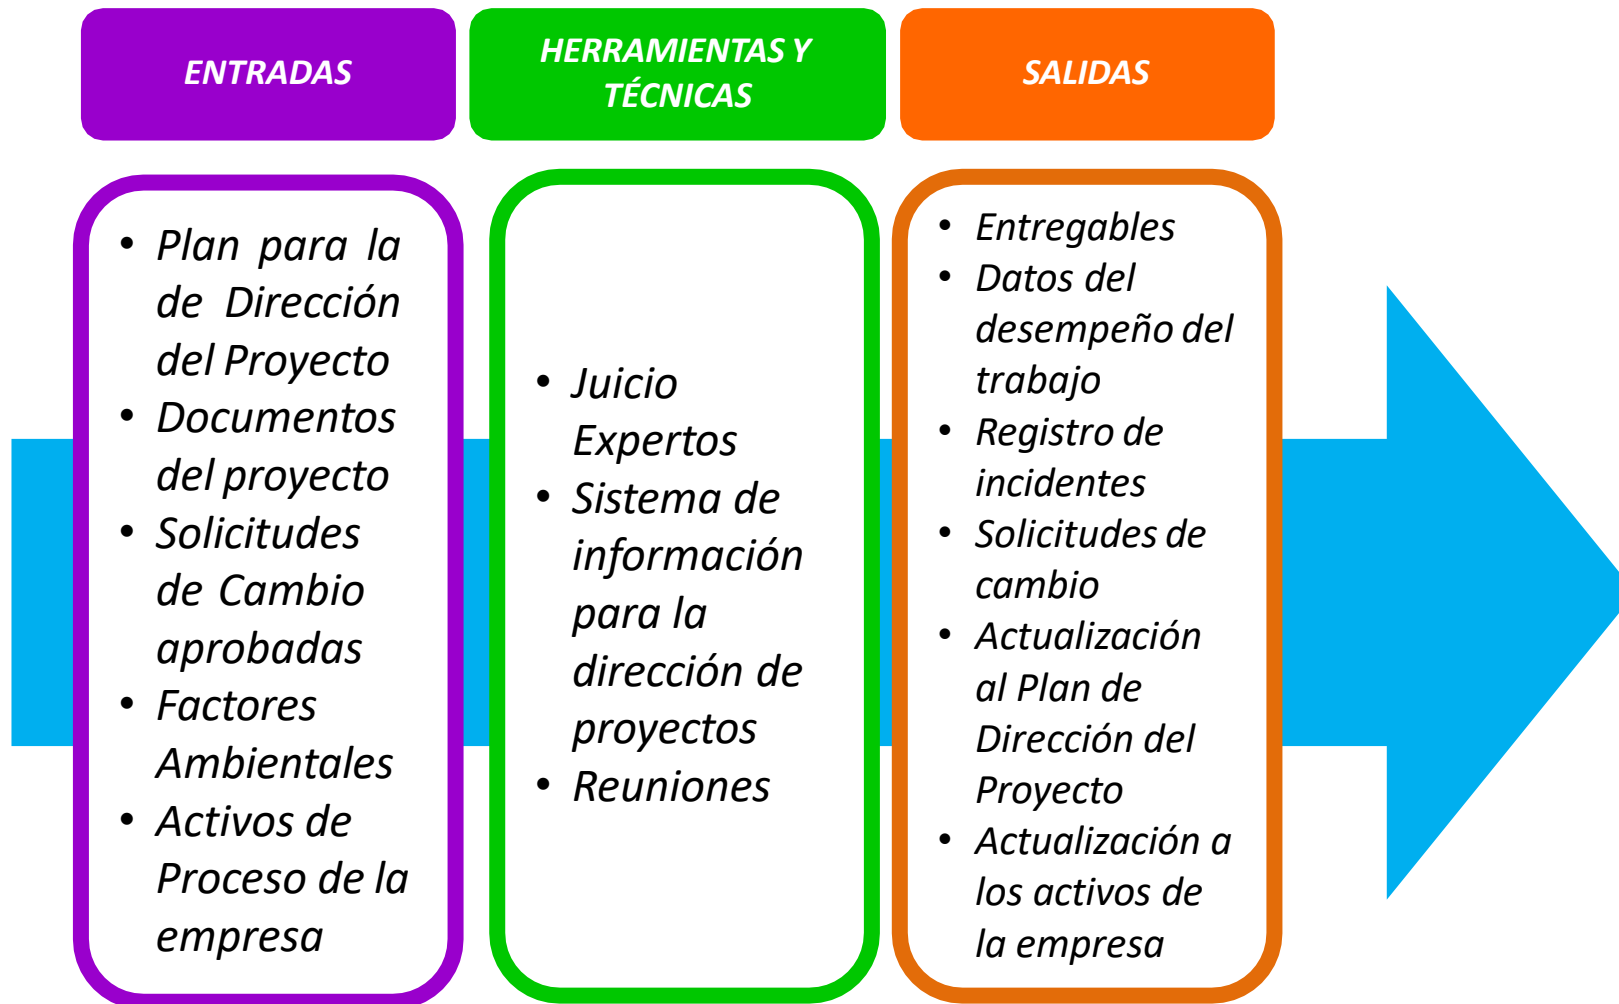 ENTRADAS
HERRAMIENTAS Y
TÉCNICAS
SALIDAS
• Plan para la
de Dirección
del Proyecto
• Documentos
del proyecto
• Solicitudes
de Cambio
aprobadas
• Factores
Ambientales
• Activos de
Proceso de la
empresa
• Juicio
Expertos
• Sistema de
información
para la
dirección de
proyectos
• Reuniones
• Entregables
• Datos del
desempeño del
trabajo
• Registro de
incidentes
• Solicitudes de
cambio
• Actualización
al Plan de
Dirección del
Proyecto
• Actualización a
los activos de
la empresa